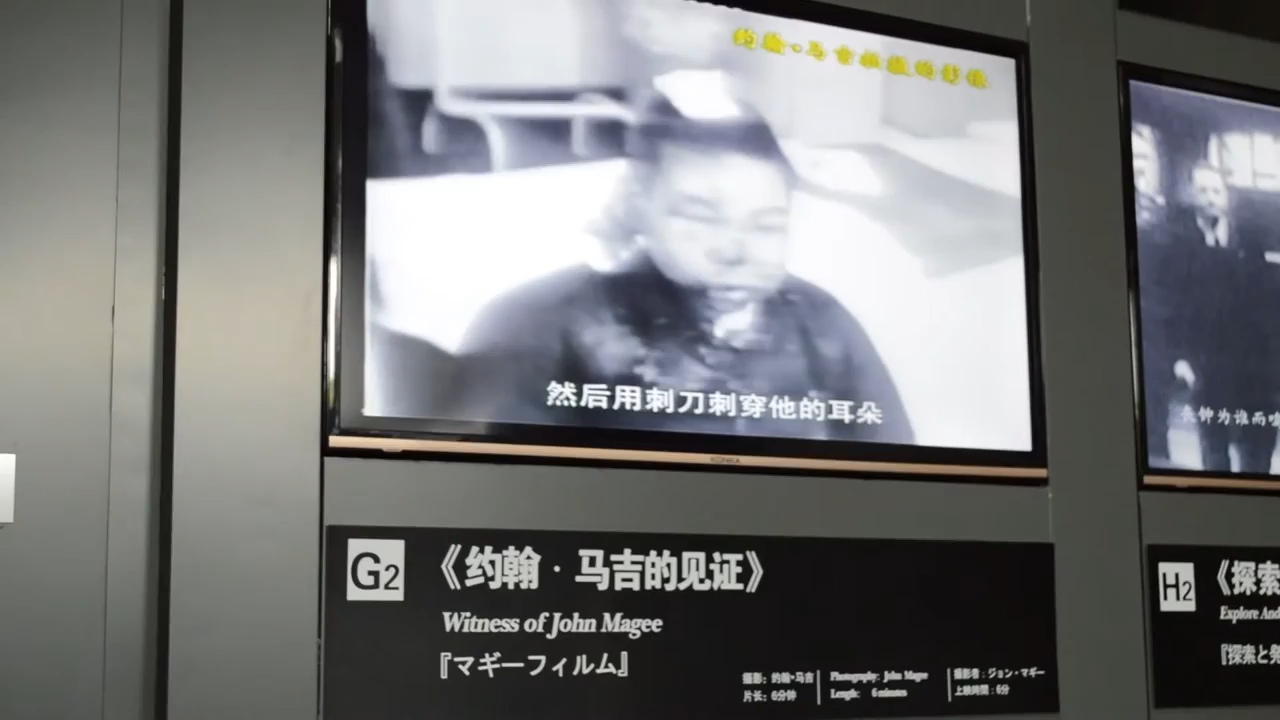 约翰·马吉拍摄的影像
然后用刺刀刺穿他的耳朵
KONKA
G2
《约翰·马吉的见证》
Witness of John Magee
『マギーフィルム』
摄影：约翰·马吉
片长：6分钟
Photography: John Magee
Length: 6 minutes
撮影者：ジョン・マギー
上映時間：6分
钟为谁而鸣
H2
《探索
Explore And
『探索と発